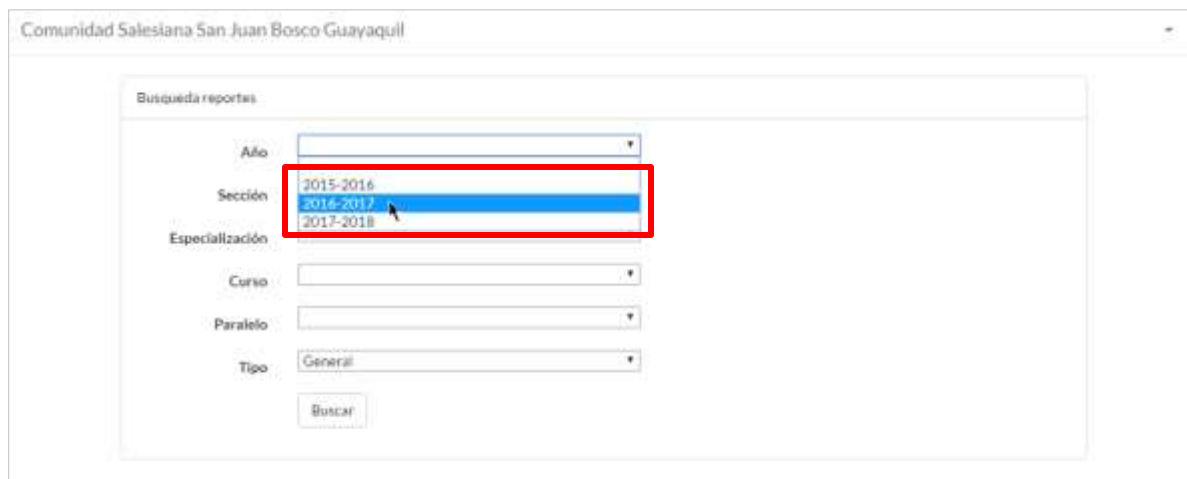 Comunidad Salesiana San Juan Bosco Guayaquil
Busqueda reportes
Año
2015-2016
Sección
2016-2017
2017-2018
Especialización
Curso
Paralelo
Tipo General
Buscar